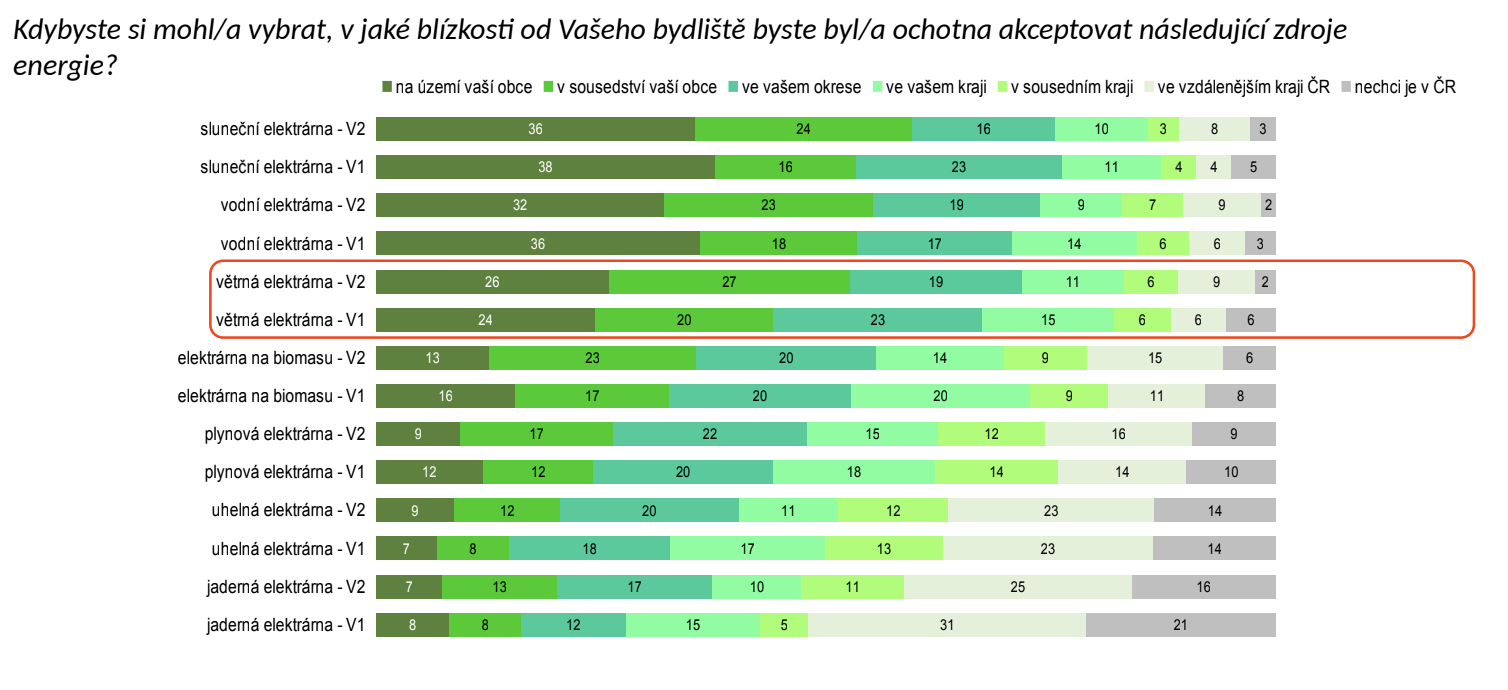 Kdybyste si mohl/a vybrat, v jaké blízkosti od Vašeho bydliště byste byl/a ochotna akceptovat následující zdroje
energie?
na území vaší obce v sousedství vaší obce ve vašem okrese ve vašem kraji v sousedním kraji ve vzdálenějším kraji ČR nechci je v ČR
sluneční elektrárna - V2 36 24 16 10 3 8 3
sluneční elektrárna - V1 38 16 23 11 4 4 5
vodní elektrárna - V2 32 23 19 9 7 9 2
vodní elektrárna - V1 36 18 17 14 6 6 3
větrná elektrárna - V2 26 27 19 11 6 9 2
větrná elektrárna - V1 24 20 23 15 6 6 6
elektrárna na biomasu - V2 13 23 20 14 9 15 6
elektrárna na biomasu - V1 16 17 20 20 9 11 8
plynová elektrárna - V2 9 17 22 15 12 16 9
plynová elektrárna - V1 12 12 20 18 14 14 10
uhelná elektrárna - V2 9 12 20 11 12 23 14
uhelná elektrárna - V1 7 8 18 17 13 23 14
jaderná elektrárna - V2 7 13 17 10 11 25 16
jaderná elektrárna - V1 8 8 12 15 5 31 21